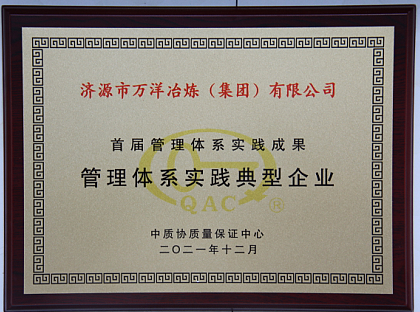 济源市万洋冶炼（集团）有限公司
首届管理体系实践成果
管理体系实践典型企业
QAC ®
中质协质量保证中心
二〇二一年十二月